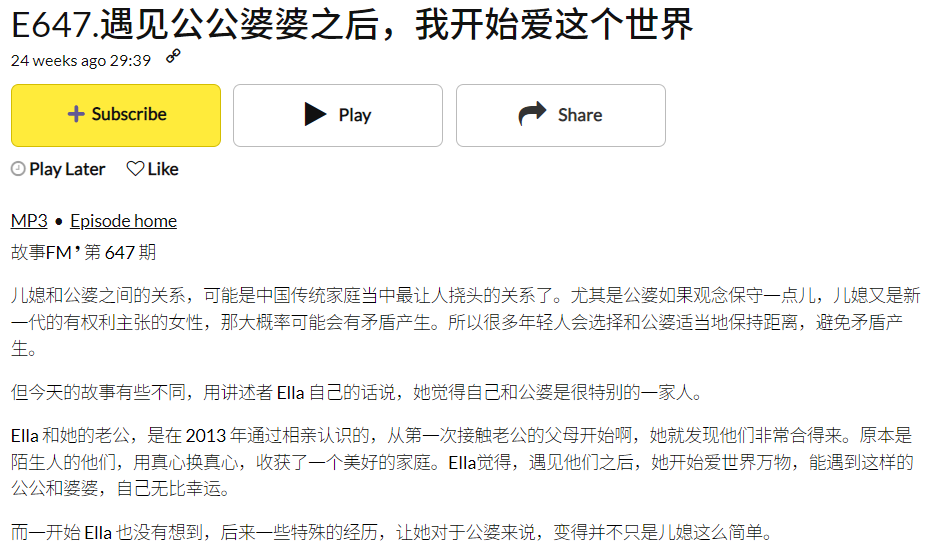 E647.遇见公公婆婆之后，我开始爱这个世界
24 weeks ago 29:39
Subscribe
Play
Share
Play Later
Like
MP3 • Episode home
故事FM❜第 647 期
儿媳和公婆之间的关系，可能是中国传统家庭当中最让人挠头的关系了。尤其是公婆如果观念保守一点儿，儿媳又是新
一代的有权利主张的女性，那大概率可能会有矛盾产生。所以很多年轻人会选择和公婆适当地保持距离，避免矛盾产
生。
但今天的故事有些不同，用讲述者 Ella 自己的话说，她觉得自己和公婆是很特别的一家人。
Ella 和她的老公，是在 2013 年通过相亲认识的，从第一次接触老公的父母开始啊，她就发现他们非常合得来。原本是
陌生人的他们，用真心换真心，收获了一个美好的家庭。Ella觉得，遇见他们之后，她开始爱世界万物，能遇到这样的
公公和婆婆，自己无比幸运。
而一开始 Ella 也没有想到，后来一些特殊的经历，让她对于公婆来说，变得并不只是儿媳这么简单。